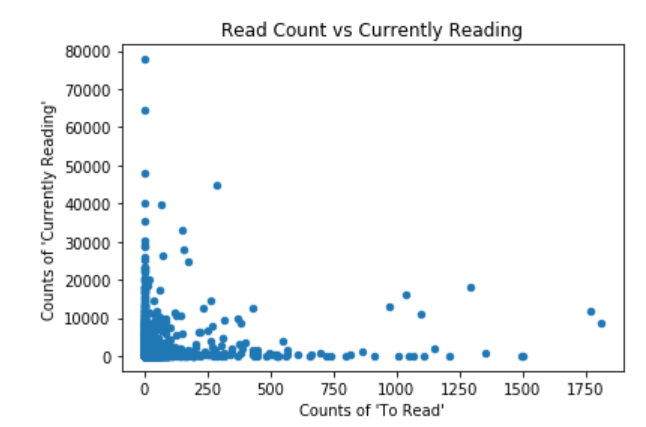 Read Count vs Currently Reading
80000
70000
60000
50000
40000
30000
20000
10000
0
Counts of 'Currently Reading'
0 250 500 750 1000 1250 1500 1750
Counts of 'To Read'